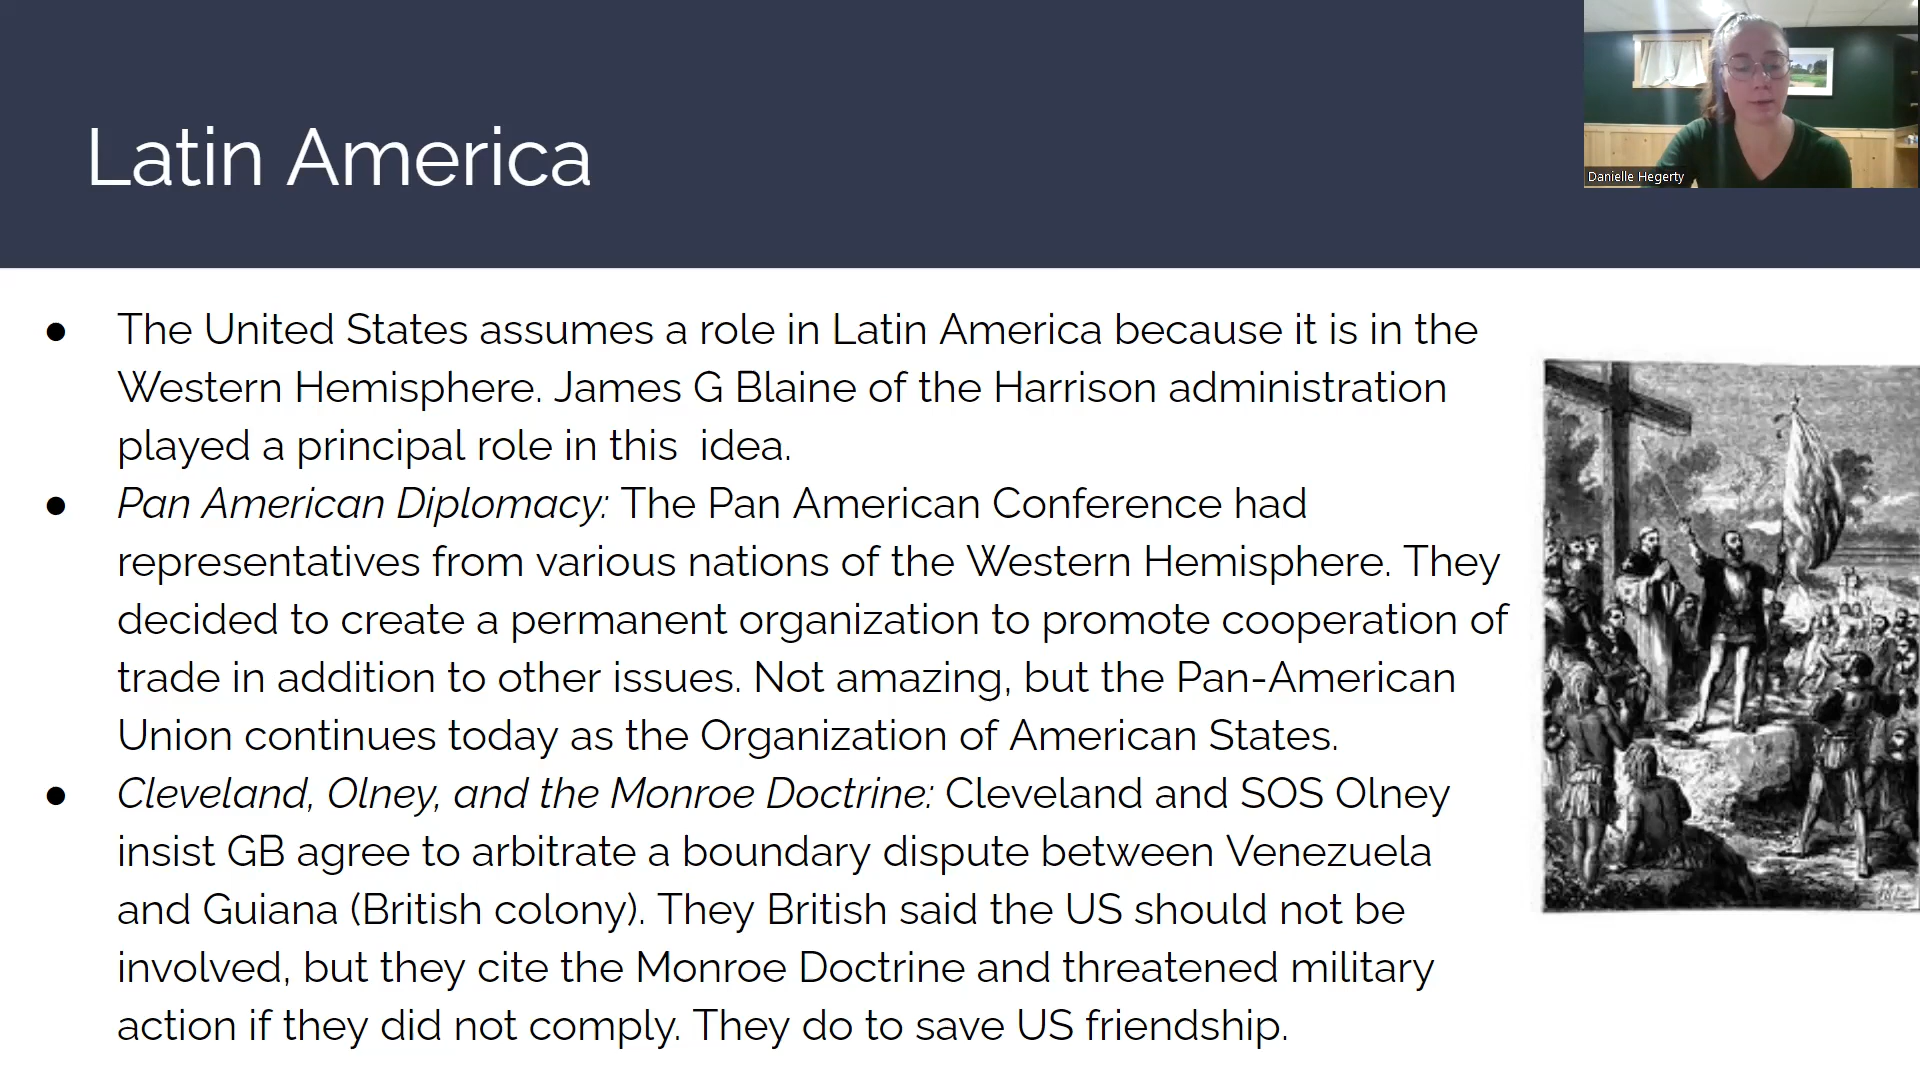 Latin America
Danielle Hegerty
● The United States assumes a role in Latin America because it is in the
Western Hemisphere. James G Blaine of the Harrison administration
played a principal role in this  idea.
● Pan American Diplomacy: The Pan American Conference had
representatives from various nations of the Western Hemisphere. They
decided to create a permanent organization to promote cooperation of
trade in addition to other issues. Not amazing, but the Pan-American
Union continues today as the Organization of American States.
● Cleveland, Olney, and the Monroe Doctrine: Cleveland and SOS Olney
insist GB agree to arbitrate a boundary dispute between Venezuela
and Guiana (British colony). They British said the US should not be
involved, but they cite the Monroe Doctrine and threatened military
action if they did not comply. They do to save US friendship.